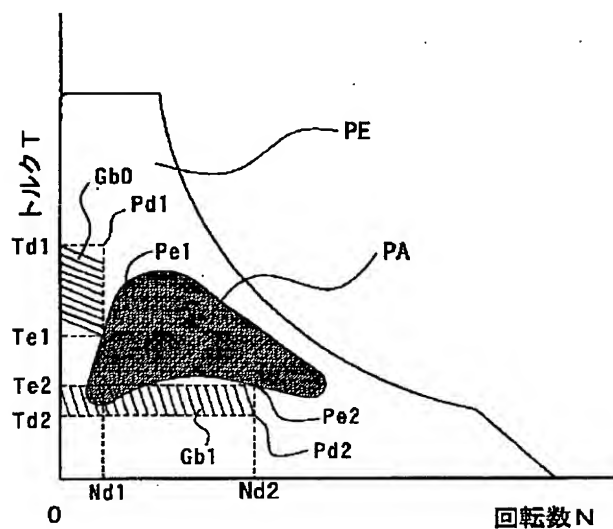 PE
GbD
Pd1
トルクT
Td1
Pe1
PA
Te1
Te2
Td2
Pe2
Gb1
Pd2
0
Nd1
Nd2
回転数N